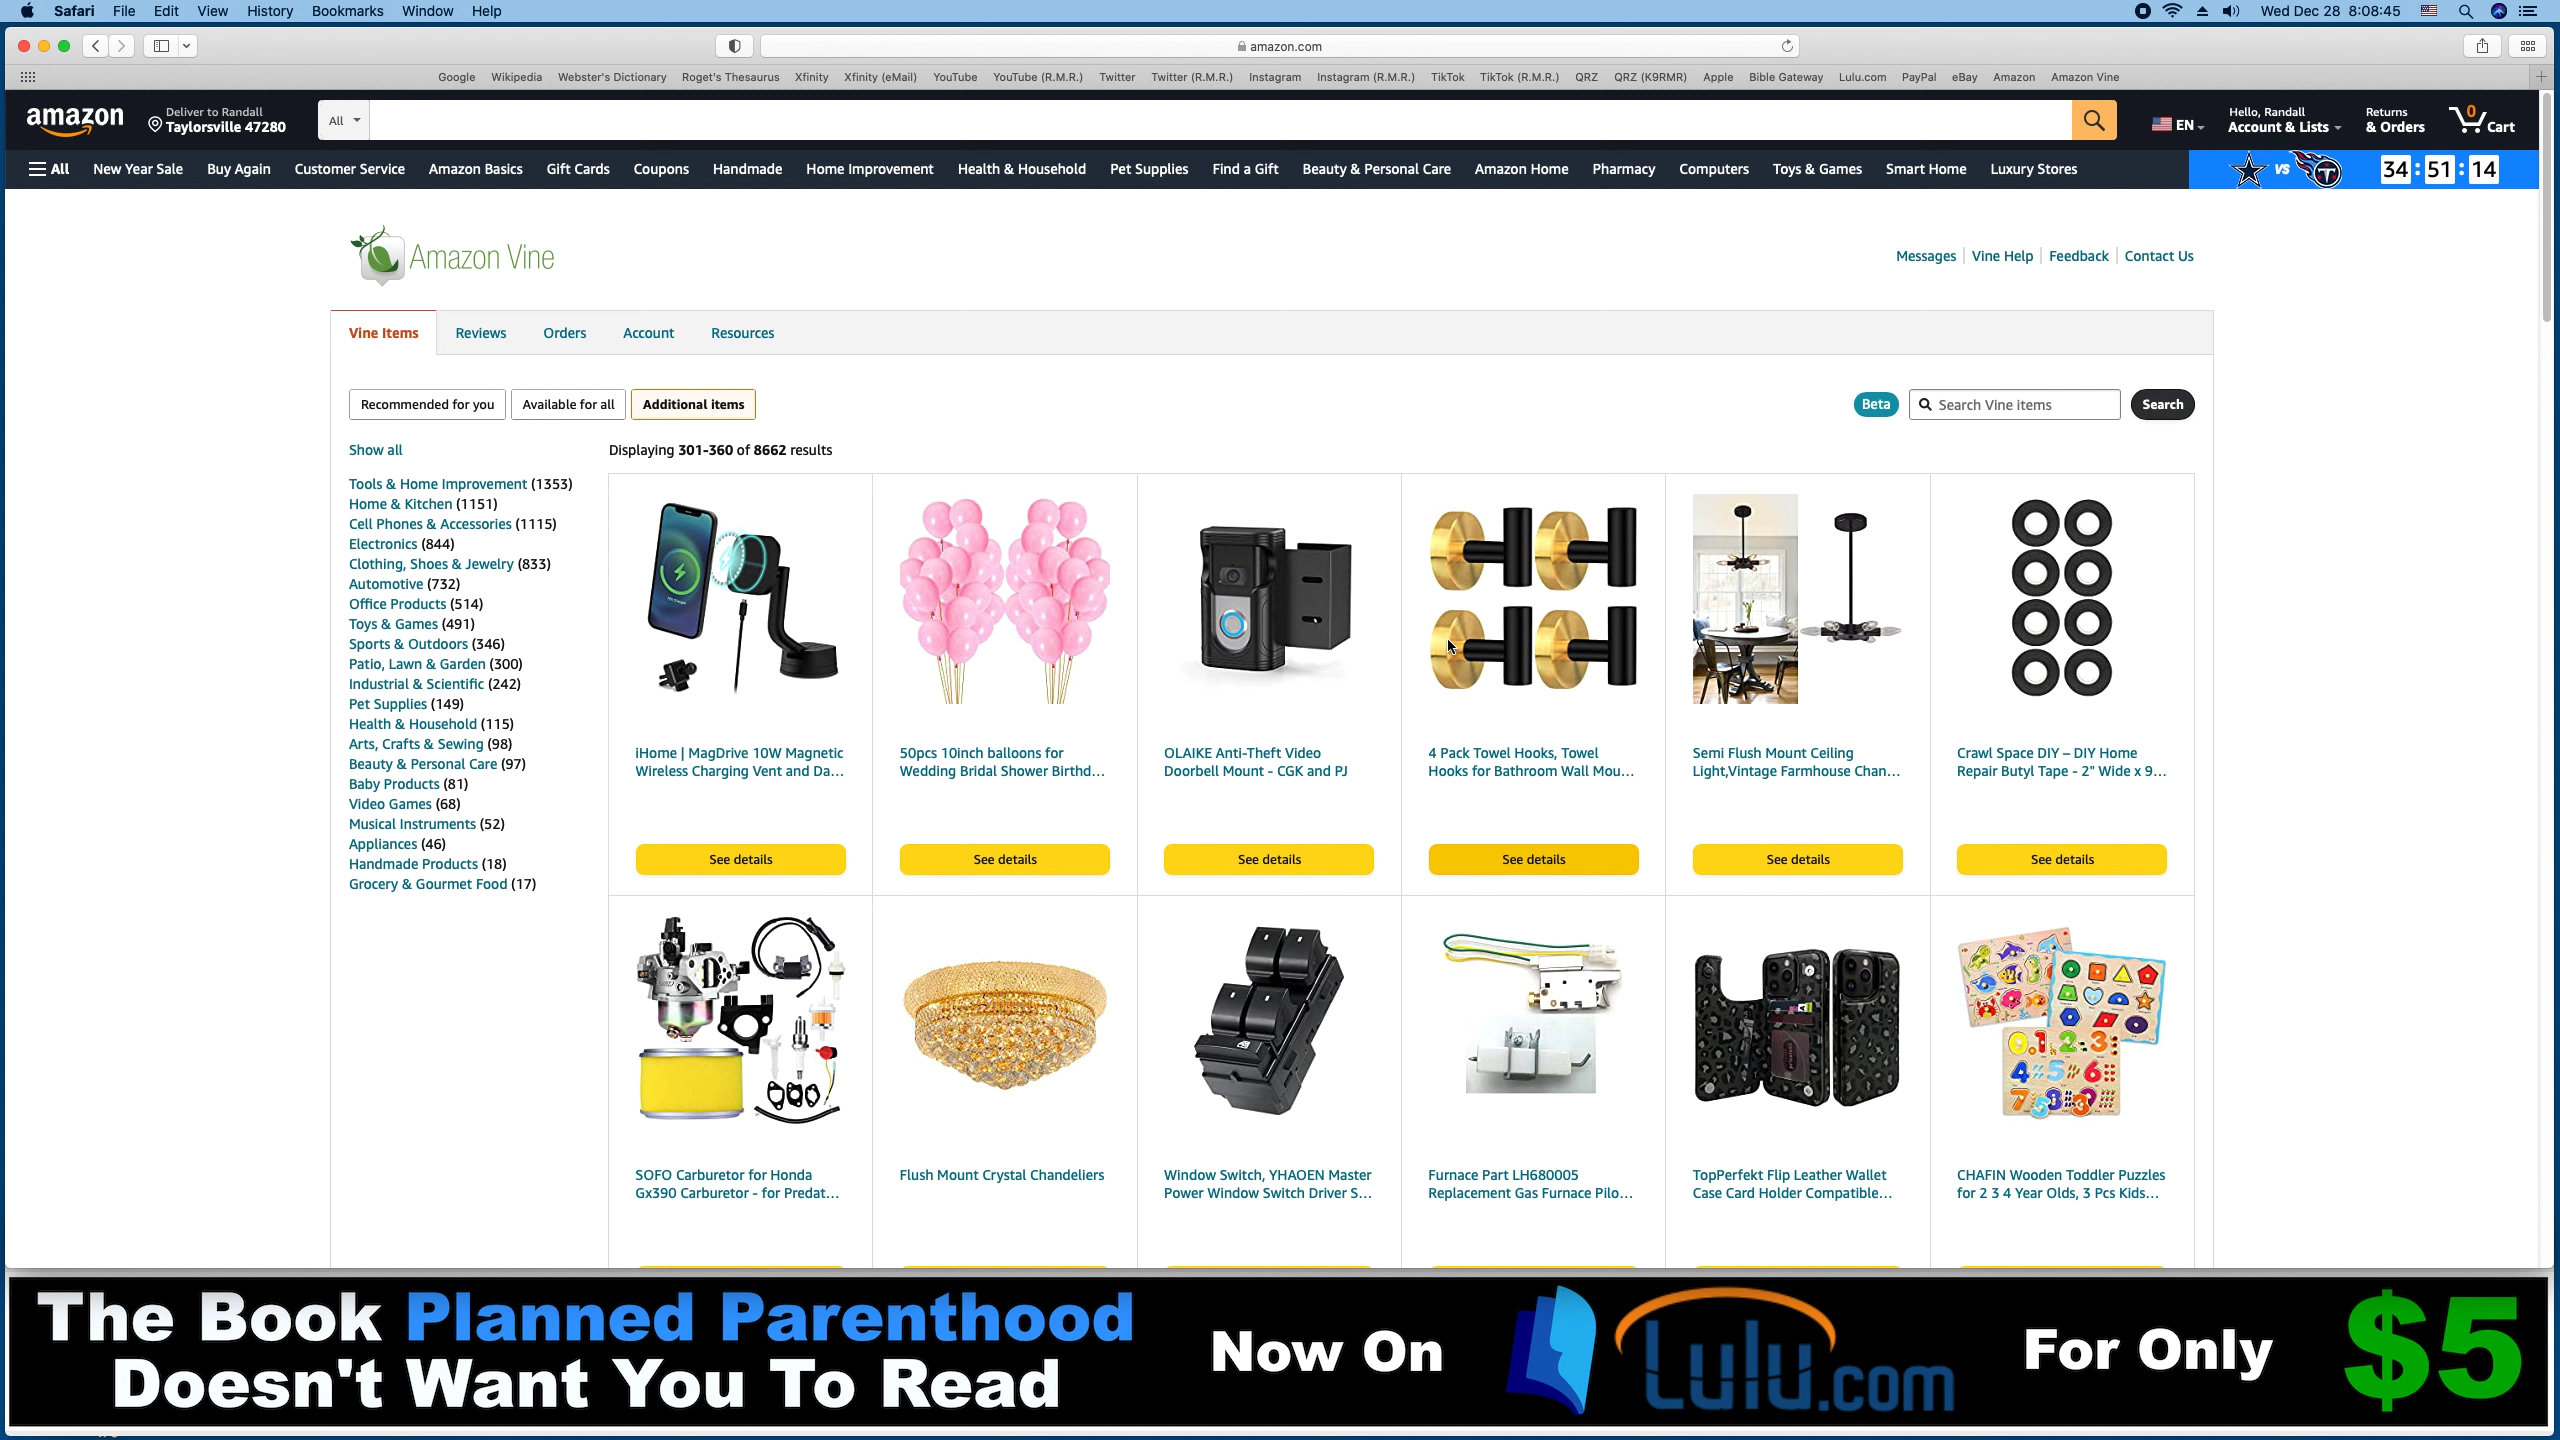 Safari File Edit View History Bookmarks Window Help
Wed Dec 28 8:08:45
amazon.com
Google Wikipedia Webster's Dictionary Roget's Thesaurus Xfinity Xfinity (eMail) YouTube YouTube (R.M.R.) Twitter Twitter (R.M.R.) Instagram Instagram (R.M.R.) TikTok TikTok (R.M.R.) QRZ QRZ (K9RMR) Apple Bible Gateway Lulu.com PayPal eBay Amazon Amazon Vine
amazon
Deliver to Randall
Taylorsville 47280
All
EN
Hello, Randall
Account & Lists
Returns
& Orders
0
Cart
All New Year Sale Buy Again Customer Service Amazon Basics Gift Cards Coupons Handmade Home Improvement Health & Household Pet Supplies Find a Gift Beauty & Personal Care Amazon Home Pharmacy Computers Toys & Games Smart Home Luxury Stores
VS
34:51:14
Amazon Vine
Messages Vine Help Feedback Contact Us
Vine Items Reviews Orders Account Resources
Recommended for you Available for all Additional items
Beta Search Vine items Search
Show all
Displaying 301-360 of 8662 results
Tools & Home Improvement (1353)
Home & Kitchen (1151)
Cell Phones & Accessories (1115)
Electronics (844)
Clothing, Shoes & Jewelry (833)
Automotive (732)
Office Products (514)
Toys & Games (491)
Sports & Outdoors (346)
Patio, Lawn & Garden (300)
Industrial & Scientific (242)
Pet Supplies (149)
Health & Household (115)
Arts, Crafts & Sewing (98)
Beauty & Personal Care (97)
Baby Products (81)
Video Games (68)
Musical Instruments (52)
Appliances (46)
Handmade Products (18)
Grocery & Gourmet Food (17)
iHome | MagDrive 10W Magnetic
Wireless Charging Vent and Da...
See details
50pcs 10inch balloons for
Wedding Bridal Shower Birthd...
See details
OLAIKE Anti-Theft Video
Doorbell Mount - CGK and PJ
See details
4 Pack Towel Hooks, Towel
Hooks for Bathroom Wall Mou...
See details
Semi Flush Mount Ceiling
Light,Vintage Farmhouse Chan...
See details
Crawl Space DIY – DIY Home
Repair Butyl Tape - 2" Wide x 9...
See details
SOFO Carburetor for Honda
Gx390 Carburetor - for Predat...
Flush Mount Crystal Chandeliers
Window Switch, YHAOEN Master
Power Window Switch Driver S...
Furnace Part LH680005
Replacement Gas Furnace Pilo...
TopPerfekt Flip Leather Wallet
Case Card Holder Compatible...
CHAFIN Wooden Toddler Puzzles
for 2 3 4 Year Olds, 3 Pcs Kids...
The Book Planned Parenthood
Doesn't Want You To Read
Now On
Lulu.com
For Only
$5